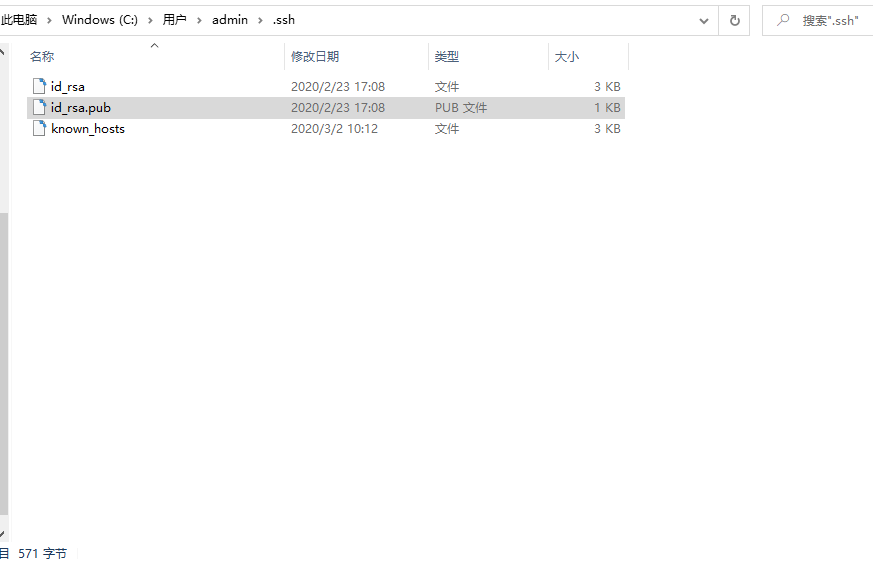 此电脑 › Windows (C:) › 用户 › admin › .ssh 搜索".ssh"
名称 修改日期 类型 大小
id_rsa 2020/2/23 17:08 文件 3 KB
id_rsa.pub 2020/2/23 17:08 PUB 文件 1 KB
known_hosts 2020/3/2 10:12 文件 3 KB
目 571 字节